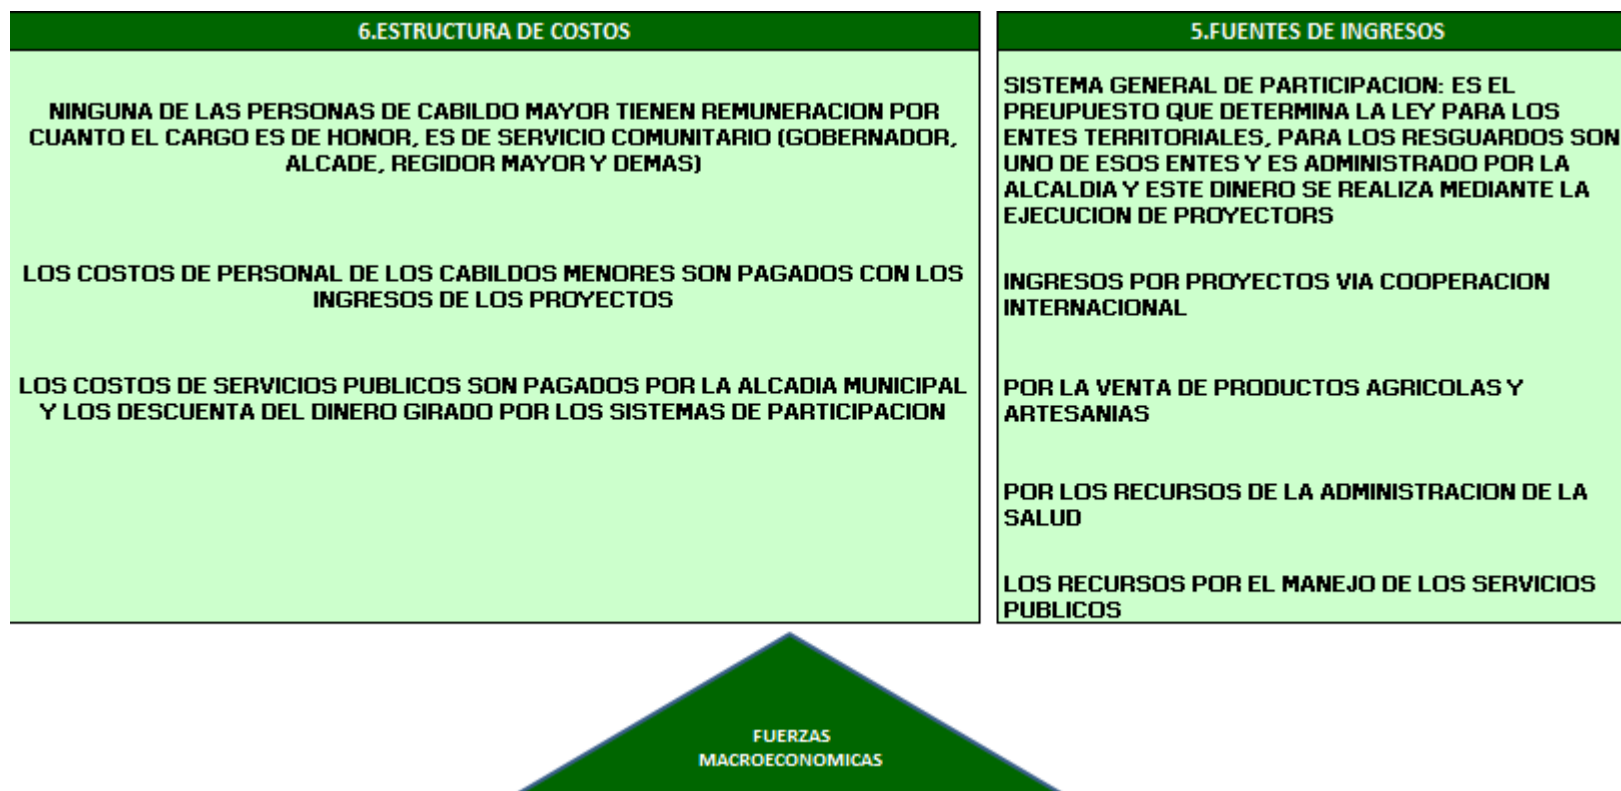 6.ESTRUCTURA DE COSTOS
NINGUNA DE LAS PERSONAS DE CABILDO MAYOR TIENEN REMUNERACION POR
CUANTO EL CARGO ES DE HONOR, ES DE SERVICIO COMUNITARIO (GOBERNADOR,
ALCADE, REGIDOR MAYOR Y DEMAS)
LOS COSTOS DE PERSONAL DE LOS CABILDOS MENORES SON PAGADOS CON LOS
INGRESOS DE LOS PROYECTOS
LOS COSTOS DE SERVICIOS PUBLICOS SON PAGADOS POR LA ALCADIA MUNICIPAL
Y LOS DESCUENTA DEL DINERO GIRADO POR LOS SISTEMAS DE PARTICIPACION
5.FUENTES DE INGRESOS
SISTEMA GENERAL DE PARTICIPACION: ES EL
PREUPUESTO QUE DETERMINA LA LEY PARA LOS
ENTES TERRITORIALES, PARA LOS RESGUARDOS SON
UNO DE ESOS ENTES Y ES ADMINISTRADO POR LA
ALCALDIA Y ESTE DINERO SE REALIZA MEDIANTE LA
EJECUCION DE PROYECTORS
INGRESOS POR PROYECTOS VIA COOPERACION
INTERNACIONAL
POR LA VENTA DE PRODUCTOS AGRICOLAS Y
ARTESANIAS
POR LOS RECURSOS DE LA ADMINISTRACION DE LA
SALUD
LOS RECURSOS POR EL MANEJO DE LOS SERVICIOS
PUBLICOS
FUERZAS
MACROECONOMICAS